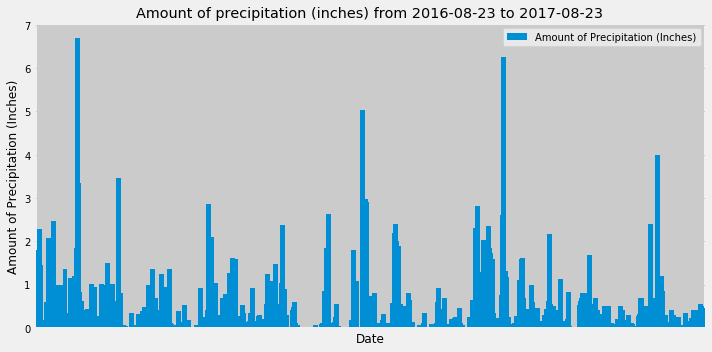 Amount of precipitation (inches) from 2016-08-23 to 2017-08-23
7
Amount of Precipitation (Inches)
6
5
4
3
2
1
0
Amount of Precipitation (Inches)
Date